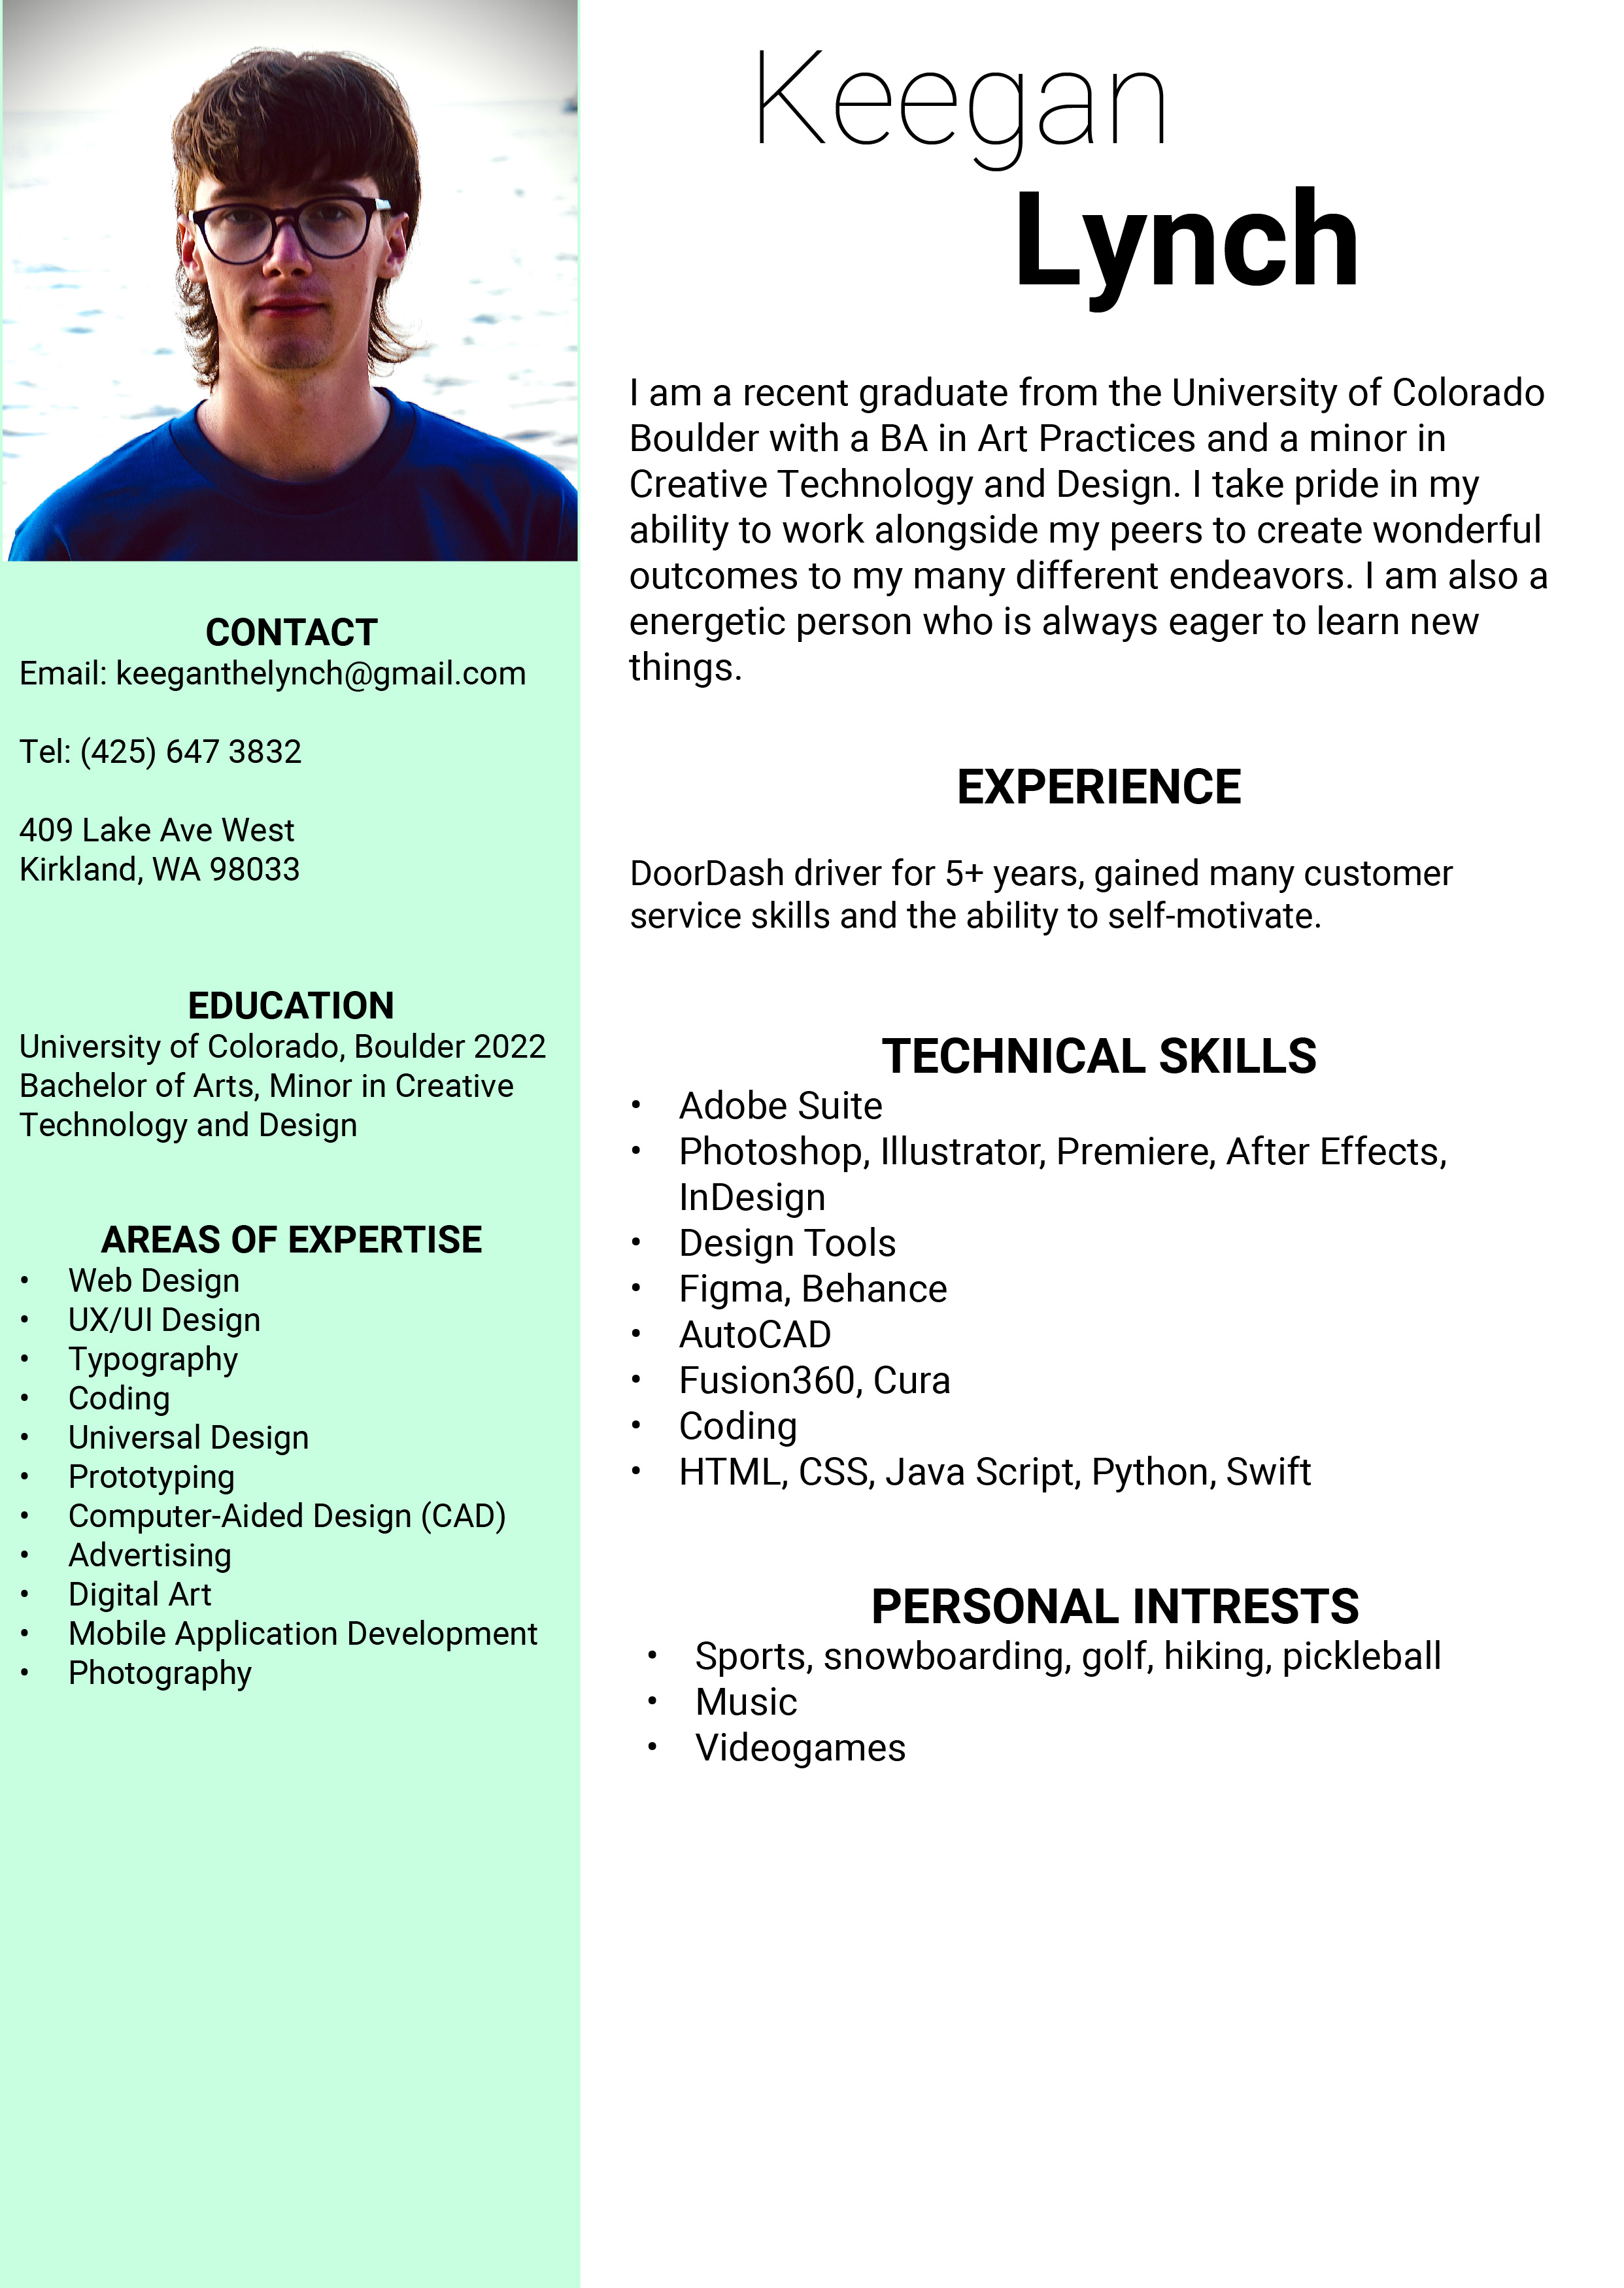 Keegan
Lynch
I am a recent graduate from the University of Colorado
Boulder with a BA in Art Practices and a minor in
Creative Technology and Design. I take pride in my
ability to work alongside my peers to create wonderful
outcomes to my many different endeavors. I am also a
energetic person who is always eager to learn new
things.
CONTACT
Email: keeganthelynch@gmail.com
Tel: (425) 647 3832
409 Lake Ave West
Kirkland, WA 98033
EDUCATION
University of Colorado, Boulder 2022
Bachelor of Arts, Minor in Creative
Technology and Design
AREAS OF EXPERTISE
• Web Design
• UX/UI Design
• Typography
• Coding
• Universal Design
• Prototyping
• Computer-Aided Design (CAD)
• Advertising
• Digital Art
• Mobile Application Development
• Photography
EXPERIENCE
DoorDash driver for 5+ years, gained many customer
service skills and the ability to self-motivate.
TECHNICAL SKILLS
• Adobe Suite
• Photoshop, Illustrator, Premiere, After Effects,
InDesign
• Design Tools
• Figma, Behance
• AutoCAD
• Fusion360, Cura
• Coding
• HTML, CSS, Java Script, Python, Swift
PERSONAL INTRESTS
• Sports, snowboarding, golf, hiking, pickleball
• Music
• Videogames